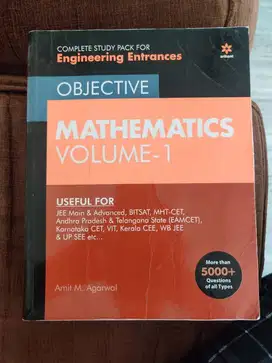 COMPLETE STUDY PACK FOR
Engineering Entrances
arihant
OBJECTIVE
MATHEMATICS
VOLUME-1
USEFUL FOR
JEE Main & Advanced, BITSAT, MHT-CET,
Andhra Pradesh & Telangana State (EAMCET),
Karnataka CET, VIT, Kerala CEE, WB JEE
& UP SEE etc...
More than
5000+
Questions
of all Types
Amit M. Agarwal